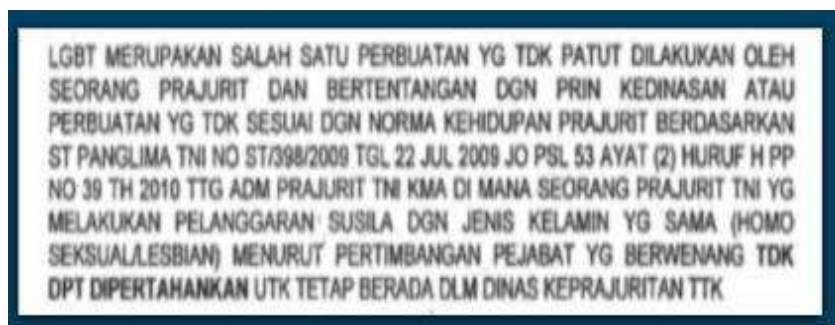 LGBT MERUPAKAN SALAH SATU PERBUATAN YG TDK PATUT DILAKUKAN OLEH
SEORANG PRAJURIT DAN BERTENTANGAN DGN PRIN KEDINASAN ATAU
PERBUATAN YG TDK SESUAI DGN NORMA KEHIDUPAN PRAJURIT BERDASARKAN
ST PANGLIMA TNI NO ST/398/2009 TGL 22 JUL 2009 JO PSL 53 AYAT (2) HURUF H PP
NO 39 TH 2010 TTG ADM PRAJURIT TNI KMA DI MANA SEORANG PRAJURIT TNI YG
MELAKUKAN PELANGGARAN SUSILA DGN JENIS KELAMIN YG SAMA (HOMO
SEKSUAL/LESBIAN) MENURUT PERTIMBANGAN PEJABAT YG BERWENANG TDK
DPT DIPERTAHANKAN UTK TETAP BERADA DLM DINAS KEPRAJURITAN TTK